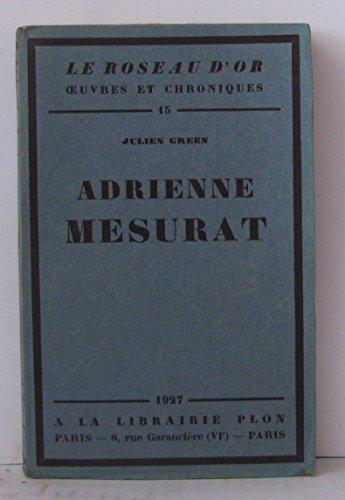 LE ROSEAU D'OR
ŒUVRES ET CHRONIQUES
15
JULIEN GREEN
ADRIENNE
MESURAT
1927
A LA LIBRAIRIE PLON
PARIS — 8, rue Garancière (VIe) — PARIS